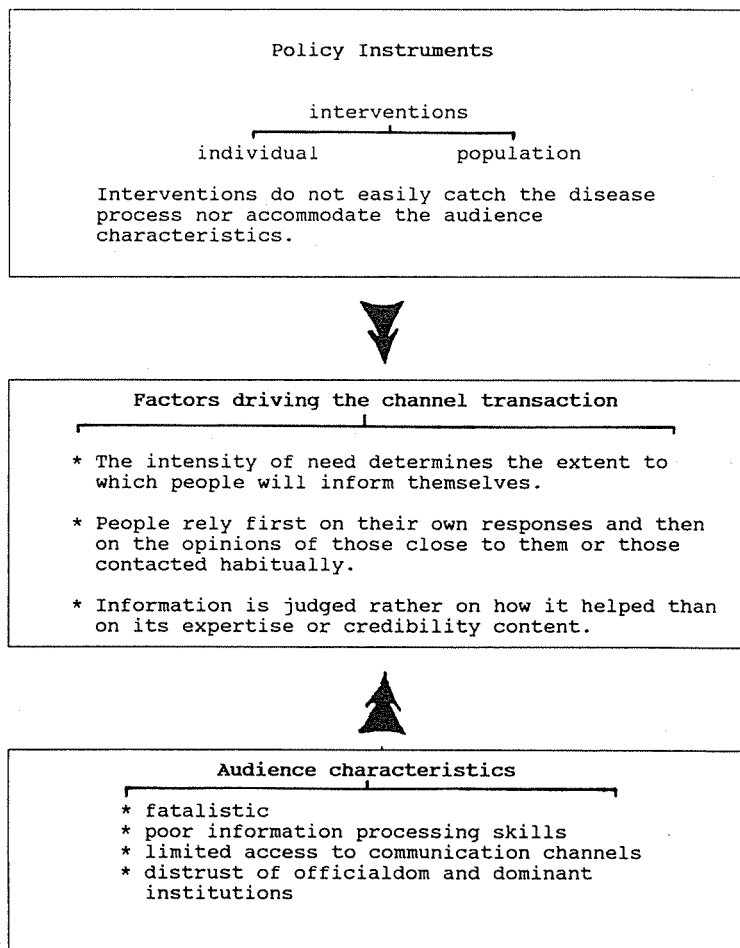 Policy Instruments
interventions
individual population
Interventions do not easily catch the disease
process nor accommodate the audience
characteristics.
Factors driving the channel transaction
* The intensity of need determines the extent to
which people will inform themselves.
* People rely first on their own responses and then
on the opinions of those close to them or those
contacted habitually.
* Information is judged rather on how it helped than
on its expertise or credibility content.
Audience characteristics
* fatalistic
* poor information processing skills
* limited access to communication channels
* distrust of officialdom and dominant
institutions